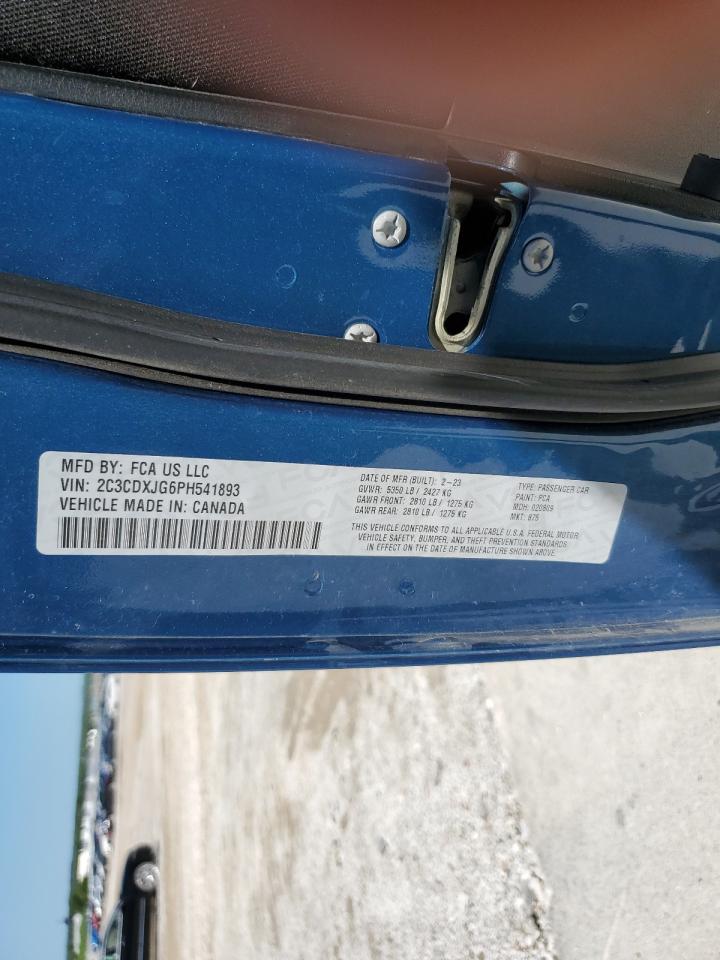 MFD BY: FCA US LLC
VIN: 2C3CDXJG6PH541893
VEHICLE MADE IN: CANADA
DATE OF MFR (BUILT): 2-23
GVWR: 5350 LB / 2427 KG
GAWR FRONT: 2810 LB / 1275 KG
GAWR REAR: 2810 LB / 1275 KG
TYPE: PASSENGER CAR
PAINT: PCA
MDH: 020809
MKT: 875
THIS VEHICLE CONFORMS TO ALL APPLICABLE U.S.A. FEDERAL MOTOR
VEHICLE SAFETY, BUMPER, AND THEFT PREVENTION STANDARDS
IN EFFECT ON THE DATE OF MANUFACTURE SHOWN ABOVE.